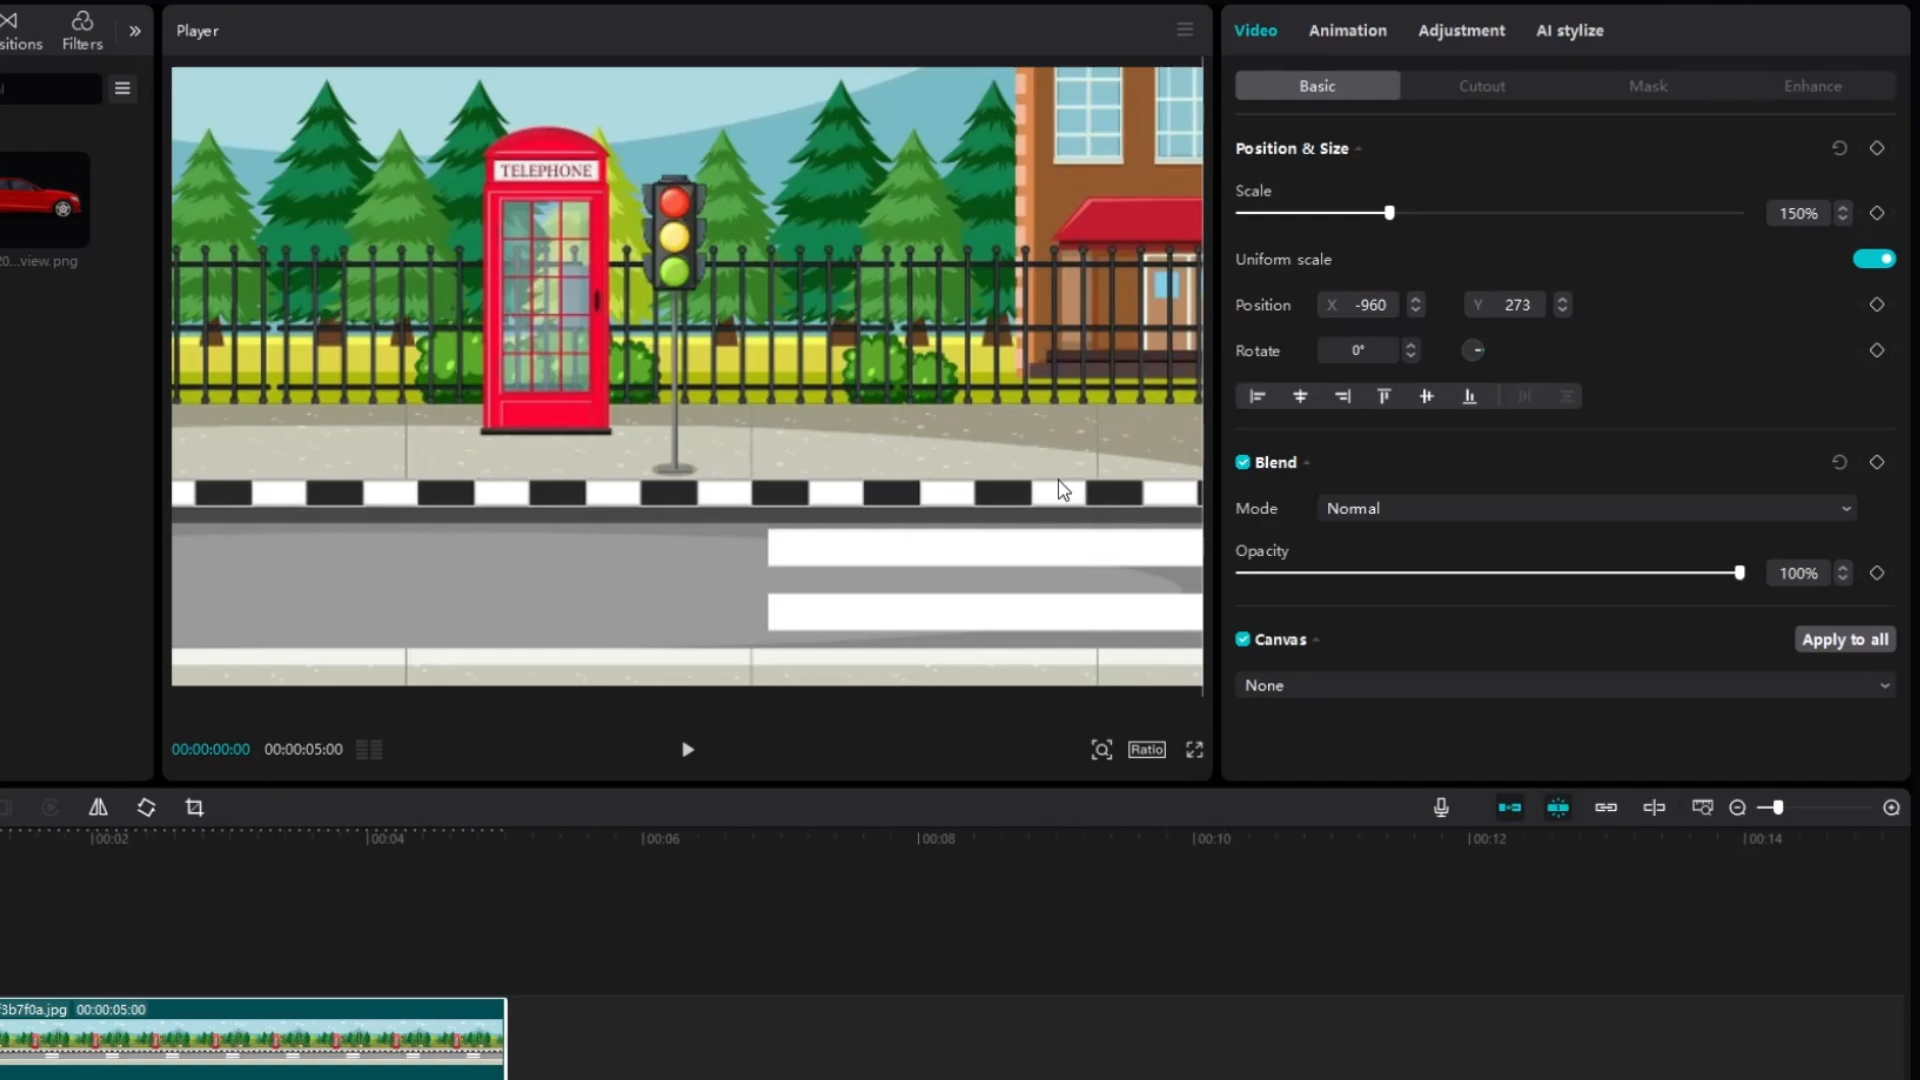 sitions Filters
Player
Video Animation Adjustment AI stylize
Basic Cutout Mask Enhance
Position & Size
Scale
150%
Uniform scale
Position X -960 Y 273
Rotate 0°
Blend
Mode Normal
Opacity
100%
Canvas Apply to all
None
20...view.png
TELEPHONE
00:00:00:00 00:00:05:00
Ratio
00:02 00:04 00:06 00:08 00:10 00:12 00:14
f3b7f0a.jpg 00:00:05:00